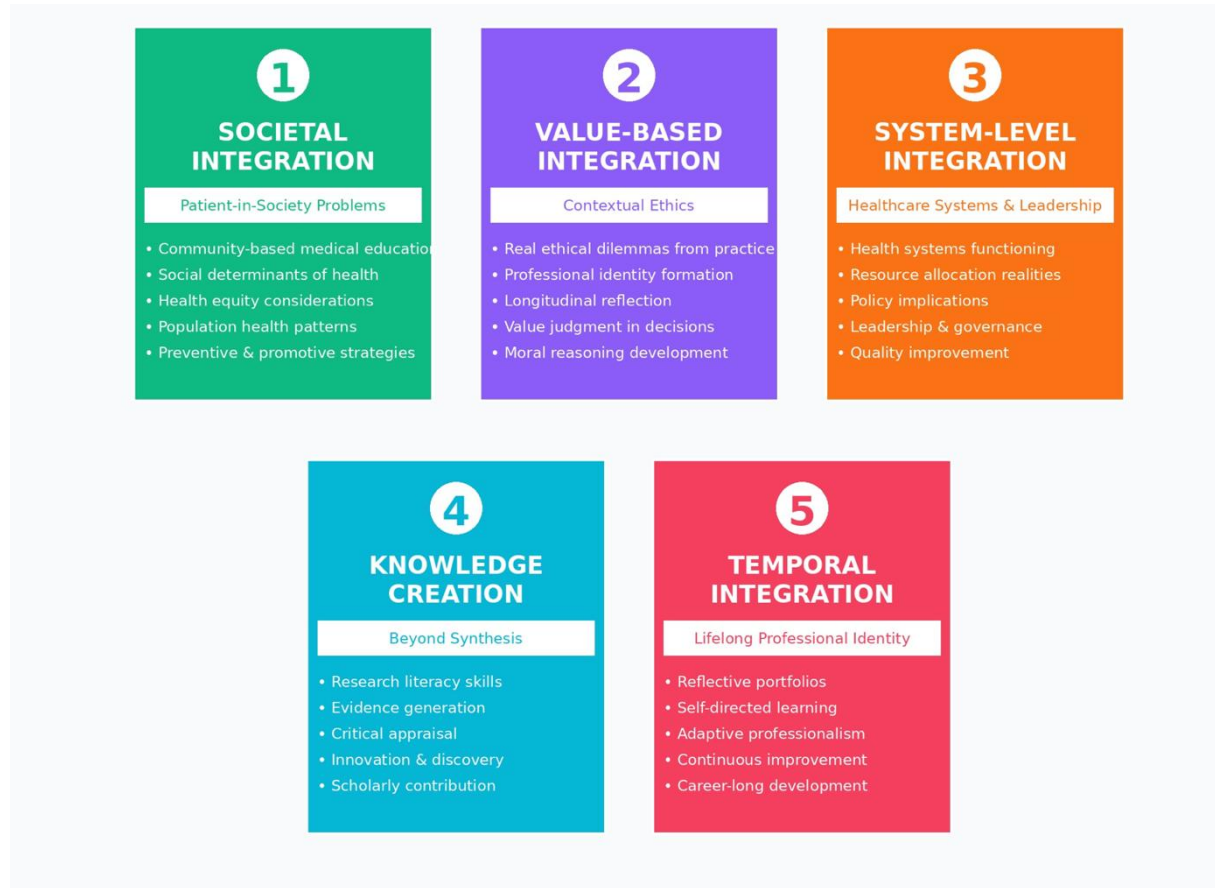 1
SOCIETAL
INTEGRATION
Patient-in-Society Problems
• Community-based medical education
• Social determinants of health
• Health equity considerations
• Population health patterns
• Preventive & promotive strategies
2
VALUE-BASED
INTEGRATION
Contextual Ethics
• Real ethical dilemmas from practice
• Professional identity formation
• Longitudinal reflection
• Value judgment in decisions
• Moral reasoning development
3
SYSTEM-LEVEL
INTEGRATION
Healthcare Systems & Leadership
• Health systems functioning
• Resource allocation realities
• Policy implications
• Leadership & governance
• Quality improvement
4
KNOWLEDGE
CREATION
Beyond Synthesis
• Research literacy skills
• Evidence generation
• Critical appraisal
• Innovation & discovery
• Scholarly contribution
5
TEMPORAL
INTEGRATION
Lifelong Professional Identity
• Reflective portfolios
• Self-directed learning
• Adaptive professionalism
• Continuous improvement
• Career-long development